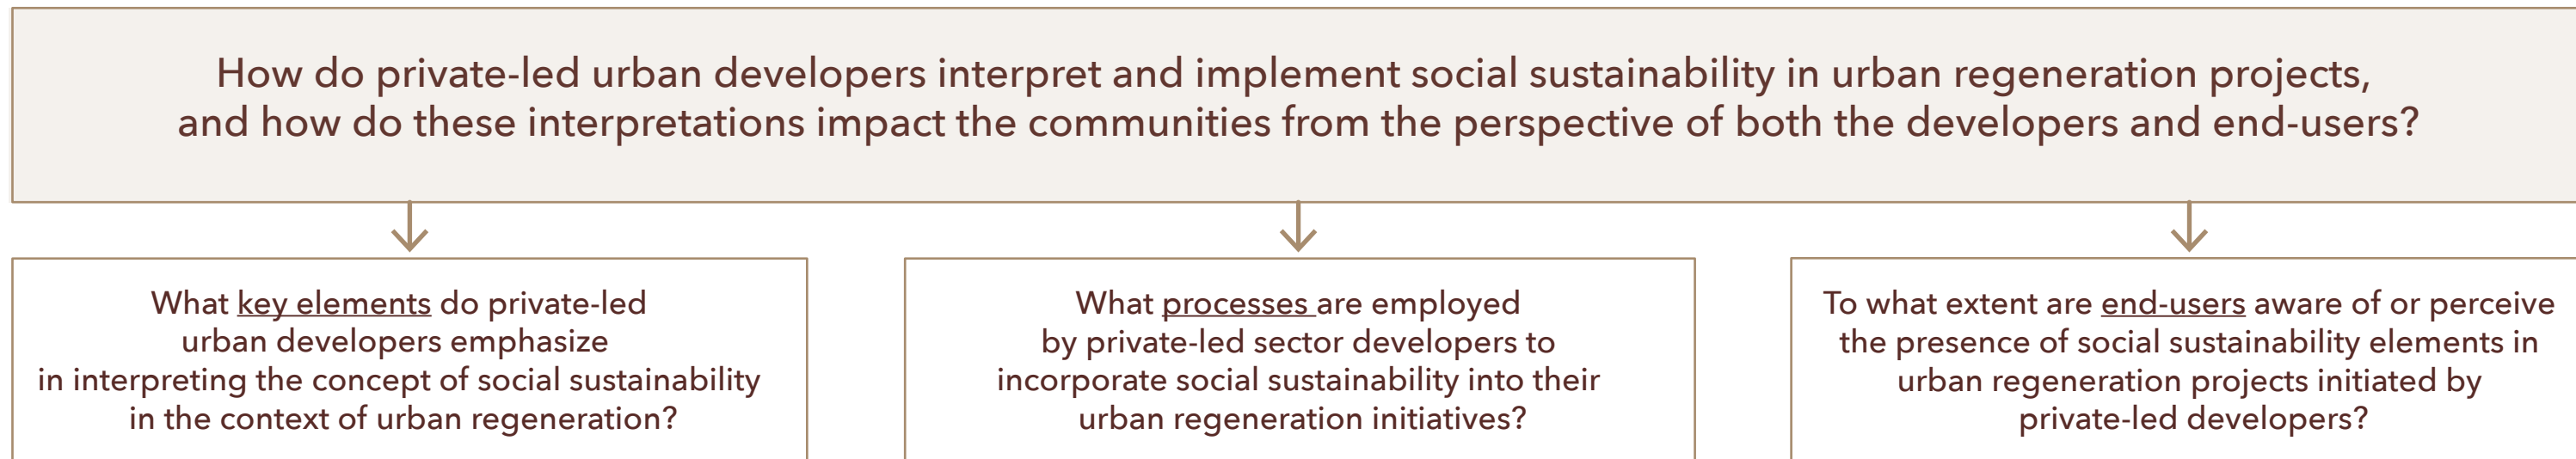 How do private-led urban developers interpret and implement social sustainability in urban regeneration projects,
and how do these interpretations impact the communities from the perspective of both the developers and end-users?
What key elements do private-led
urban developers emphasize
in interpreting the concept of social sustainability
in the context of urban regeneration?
What processes are employed
by private-led sector developers to
incorporate social sustainability into their
urban regeneration initiatives?
To what extent are end-users aware of or perceive
the presence of social sustainability elements in
urban regeneration projects initiated by
private-led developers?